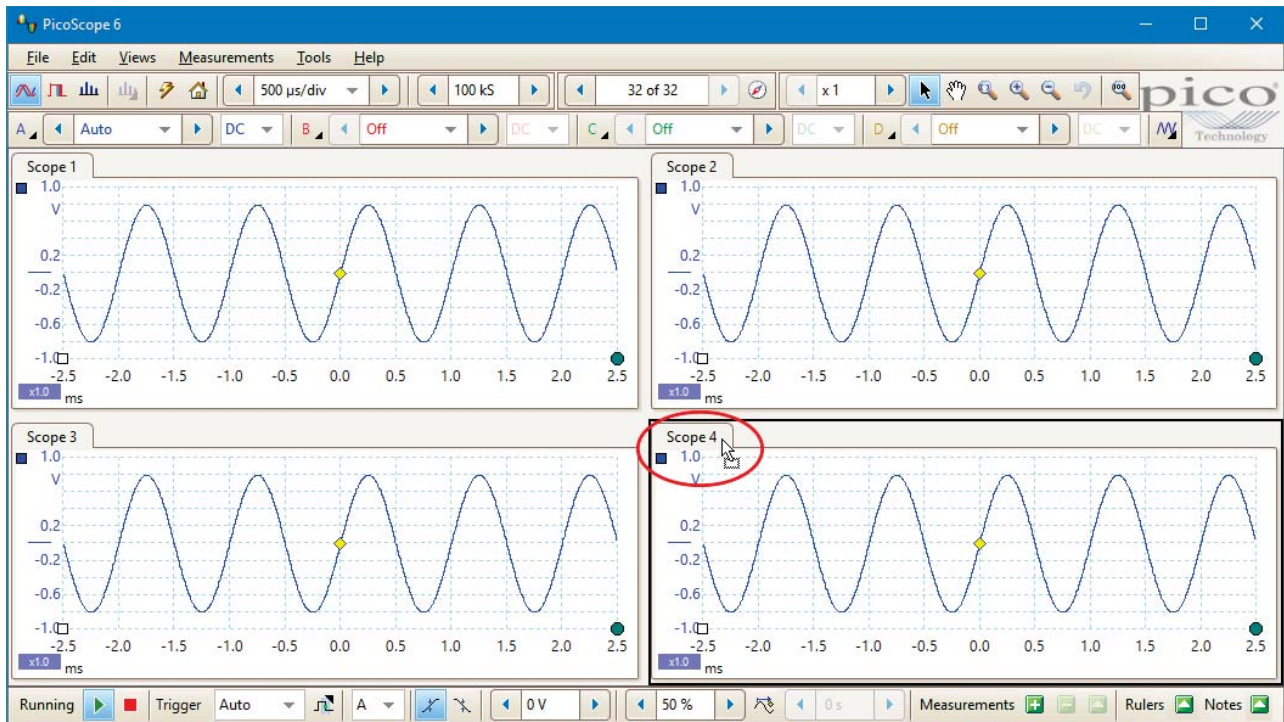 PicoScope 6
File Edit Views Measurements Tools Help
500 µs/div 100 kS 32 of 32 x 1 pico
A Auto DC B Off DC C Off DC D Off DC Technology
Scope 1
1.0
V
0.2
-0.2
-0.6
-1.0
-2.5 -2.0 -1.5 -1.0 -0.5 0.0 0.5 1.0 1.5 2.0 2.5
x1.0 ms
Scope 2
1.0
V
0.2
-0.2
-0.6
-1.0
-2.5 -2.0 -1.5 -1.0 -0.5 0.0 0.5 1.0 1.5 2.0 2.5
x1.0 ms
Scope 3
1.0
V
0.2
-0.2
-0.6
-1.0
-2.5 -2.0 -1.5 -1.0 -0.5 0.0 0.5 1.0 1.5 2.0 2.5
x1.0 ms
Scope 4
1.0
V
0.2
-0.2
-0.6
-1.0
-2.5 -2.0 -1.5 -1.0 -0.5 0.0 0.5 1.0 1.5 2.0 2.5
x1.0 ms
Running Trigger Auto A 0 V 50 % 0 s Measurements Rulers Notes